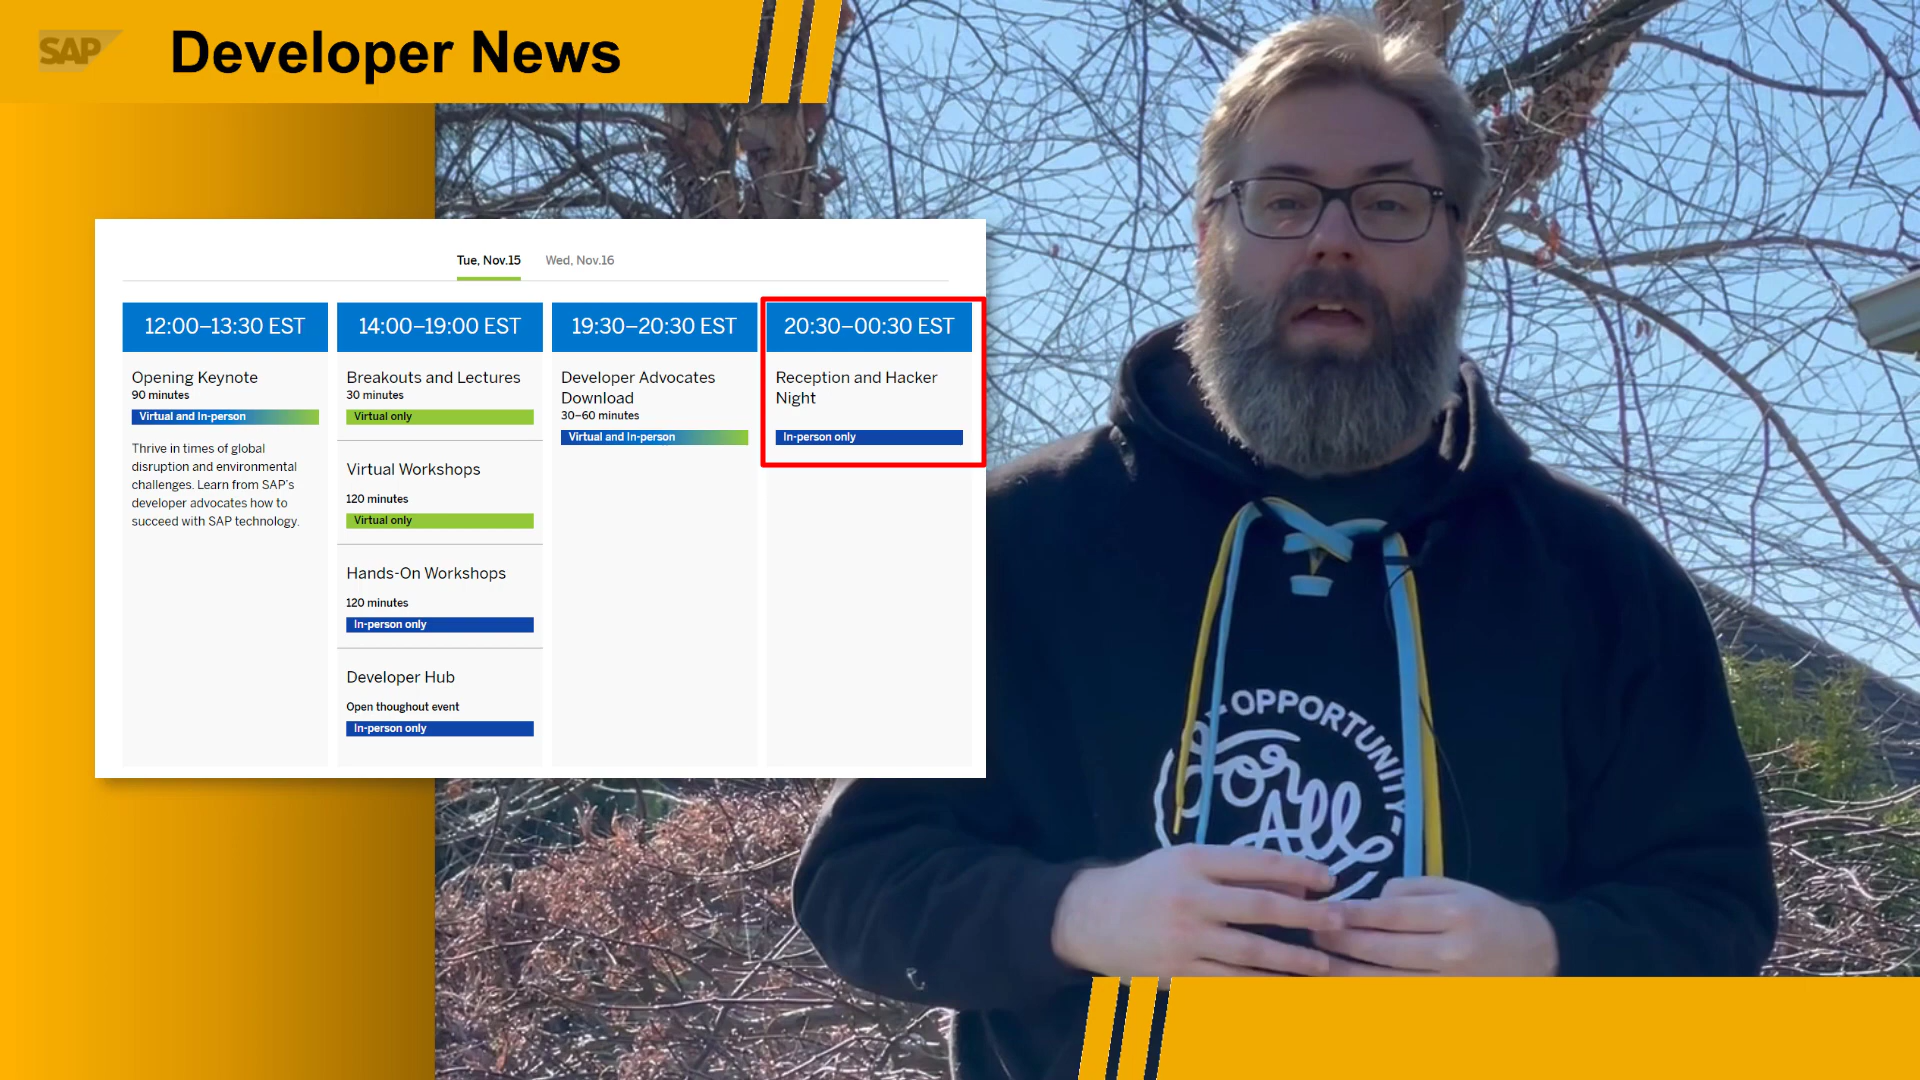 SAP
Developer News
Tue, Nov.15
Wed, Nov.16
12:00–13:30 EST
Opening Keynote
90 minutes
Virtual and In-person
Thrive in times of global
disruption and environmental
challenges. Learn from SAP's
developer advocates how to
succeed with SAP technology.
14:00–19:00 EST
Breakouts and Lectures
30 minutes
Virtual only
Virtual Workshops
120 minutes
Virtual only
Hands-On Workshops
120 minutes
In-person only
Developer Hub
Open thoughout event
In-person only
19:30–20:30 EST
Developer Advocates
Download
30–60 minutes
Virtual and In-person
20:30–00:30 EST
Reception and Hacker
Night
In-person only
OPPORTUNITY
For
All